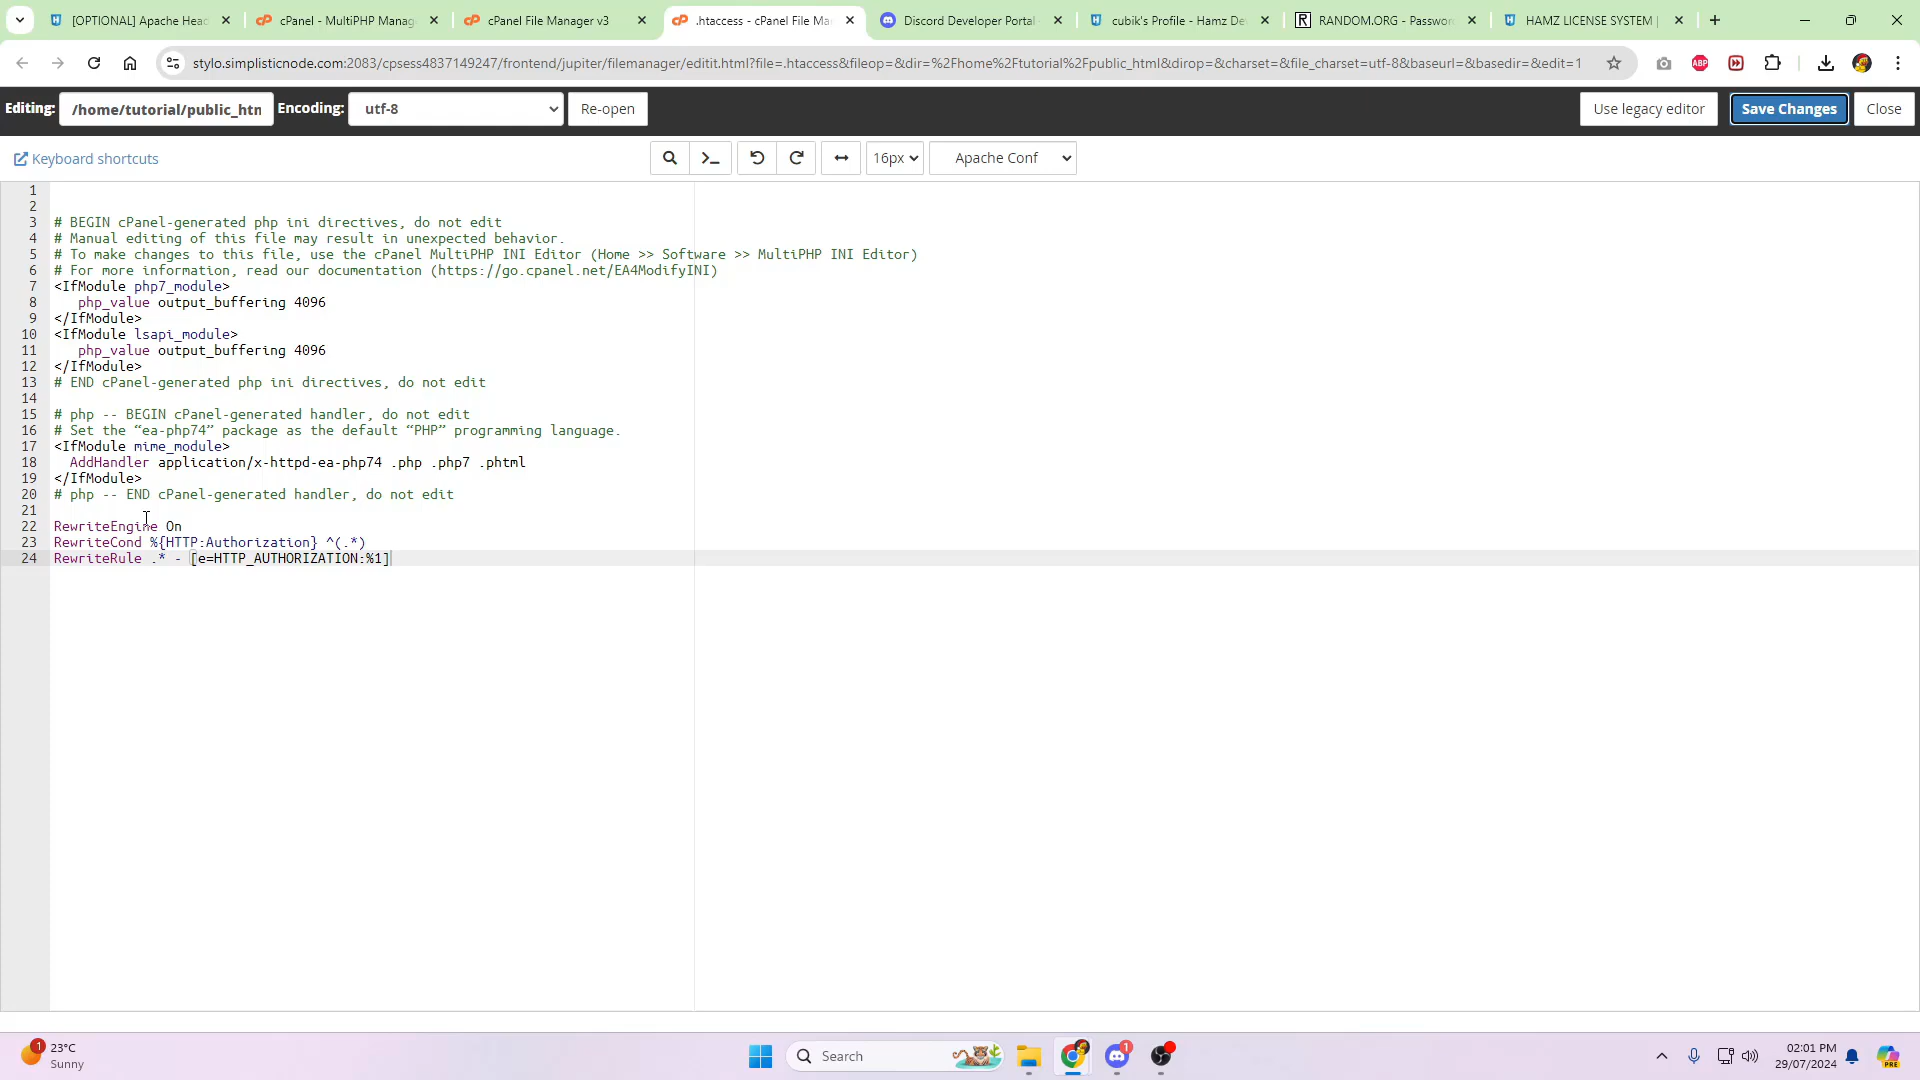 [OPTIONAL] Apache Head
cPanel - MultiPHP Manag
cPanel File Manager v3
.htaccess - cPanel File Ma
Discord Developer Portal
cubik's Profile - Hamz De
RANDOM.ORG - Passwor
HAMZ LICENSE SYSTEM |
stylo.simplisticnode.com:2083/cpsess4837149247/frontend/jupiter/filemanager/editit.html?file=.htaccess&fileop=&dir=%2Fhome%2Ftutorial%2Fpublic_html&dirop=&charset=&file_charset=utf-8&baseurl=&basedir=&edit=1
ABP
Editing:
/home/tutorial/public_htn
Encoding:
utf-8
Re-open
Use legacy editor
Save Changes
Close
Keyboard shortcuts
16px
Apache Conf
1
2
3 # BEGIN cPanel-generated php ini directives, do not edit
4 # Manual editing of this file may result in unexpected behavior.
5 # To make changes to this file, use the cPanel MultiPHP INI Editor (Home >> Software >> MultiPHP INI Editor)
6 # For more information, read our documentation (https://go.cpanel.net/EA4ModifyINI)
7 <IfModule php7_module>
8 php_value output_buffering 4096
9 </IfModule>
10 <IfModule lsapi_module>
11 php_value output_buffering 4096
12 </IfModule>
13 # END cPanel-generated php ini directives, do not edit
14
15 # php -- BEGIN cPanel-generated handler, do not edit
16 # Set the “ea-php74” package as the default “PHP” programming language.
17 <IfModule mime_module>
18 AddHandler application/x-httpd-ea-php74 .php .php7 .phtml
19 </IfModule>
20 # php -- END cPanel-generated handler, do not edit
21
22 RewriteEngine On
23 RewriteCond %{HTTP:Authorization} ^(.*)
24 RewriteRule .* - [e=HTTP_AUTHORIZATION:%1]
1
23°C
Sunny
Search
1
02:01 PM
29/07/2024
PRE